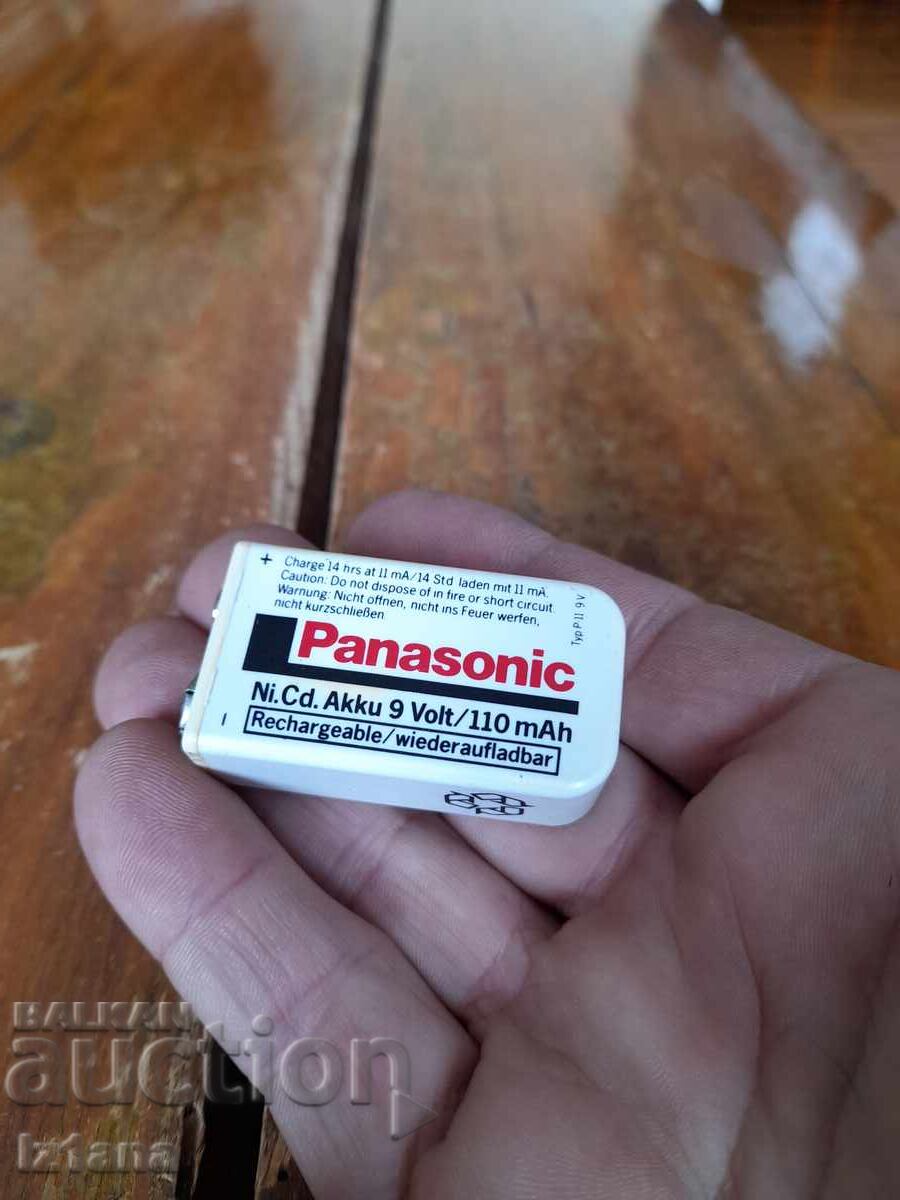 +
Charge 14 hrs at 11 mA/14 Std laden mit 11 mA.
Caution: Do not dispose of in fire or short circuit
Warnung: Nicht öffnen, nicht ins Feuer werfen,
nicht kurzschließen
Typ P 11 9 V
Panasonic
Ni.Cd. Akku 9 Volt/110 mAh
–
Rechargeable/wiederaufladbar
BALKAN
auction
Iz1ana